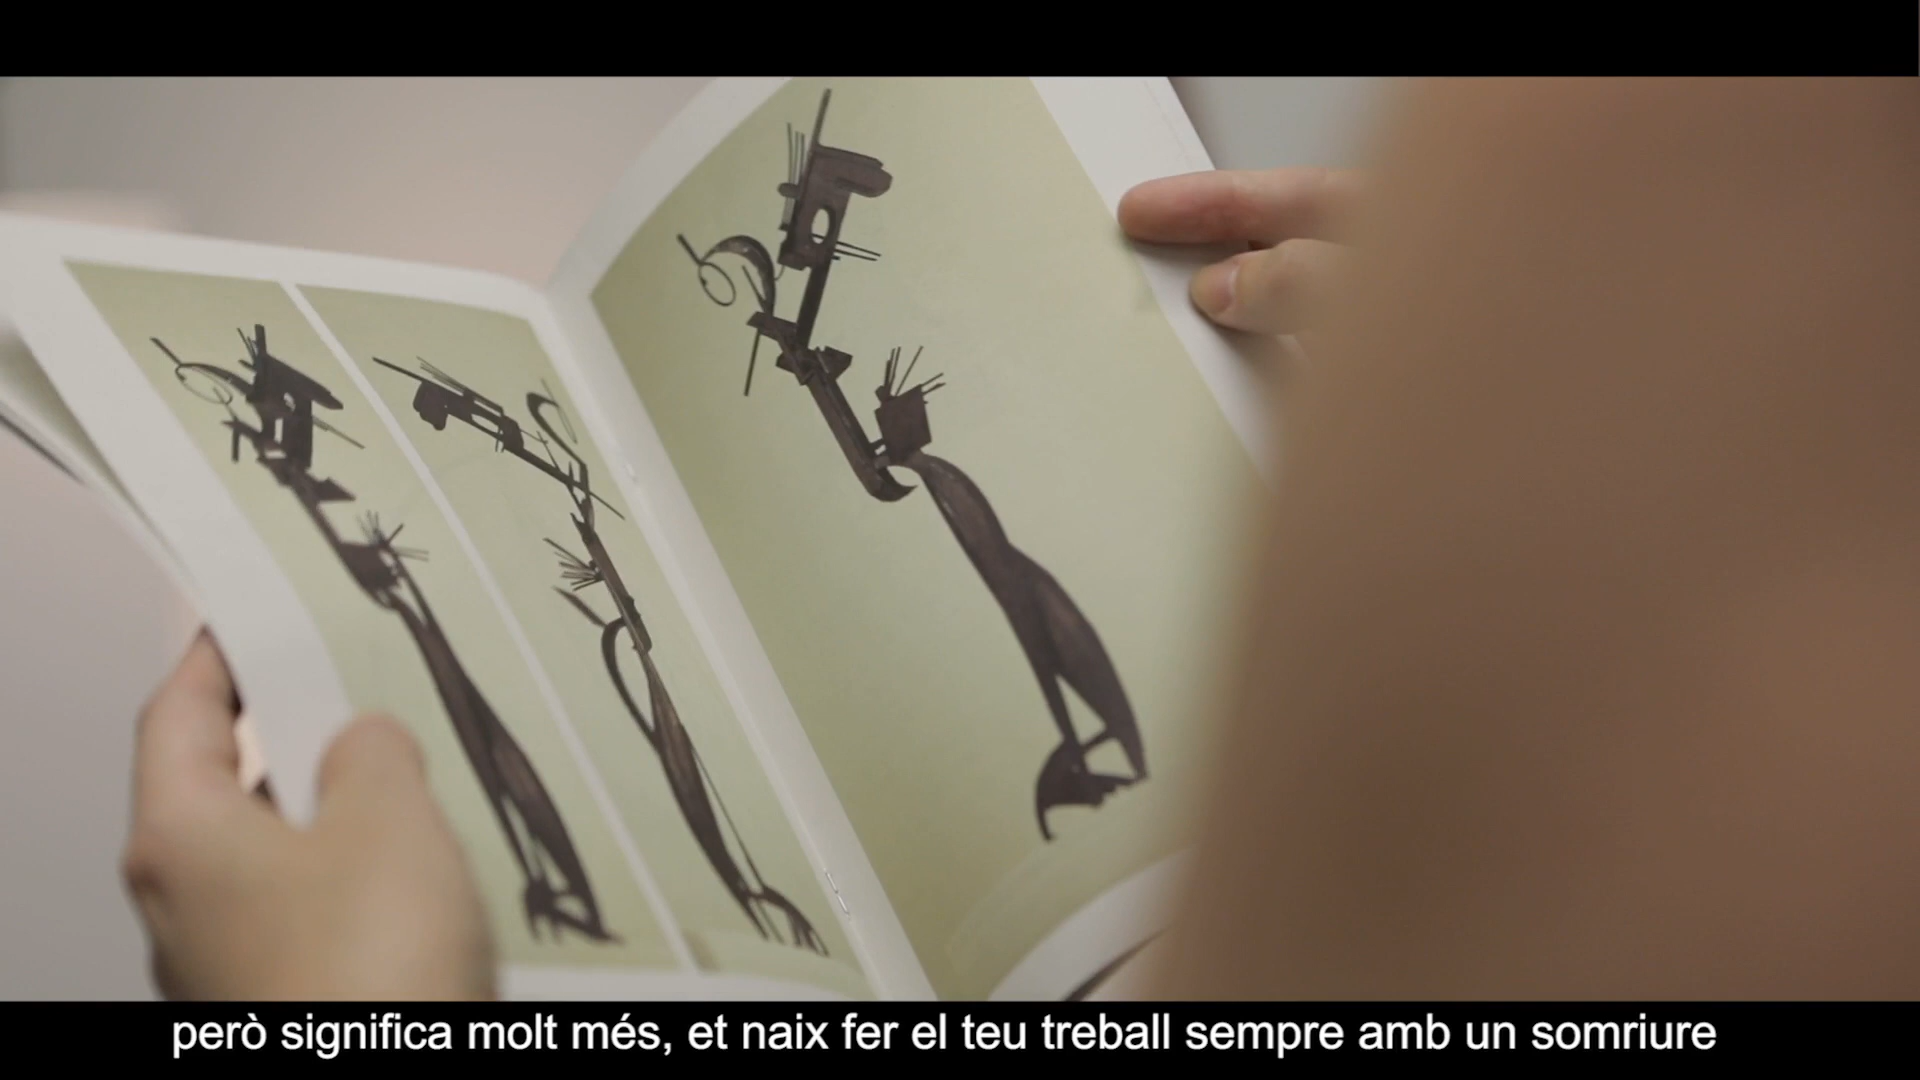 però significa molt més, et naix fer el teu treball sempre amb un somriure